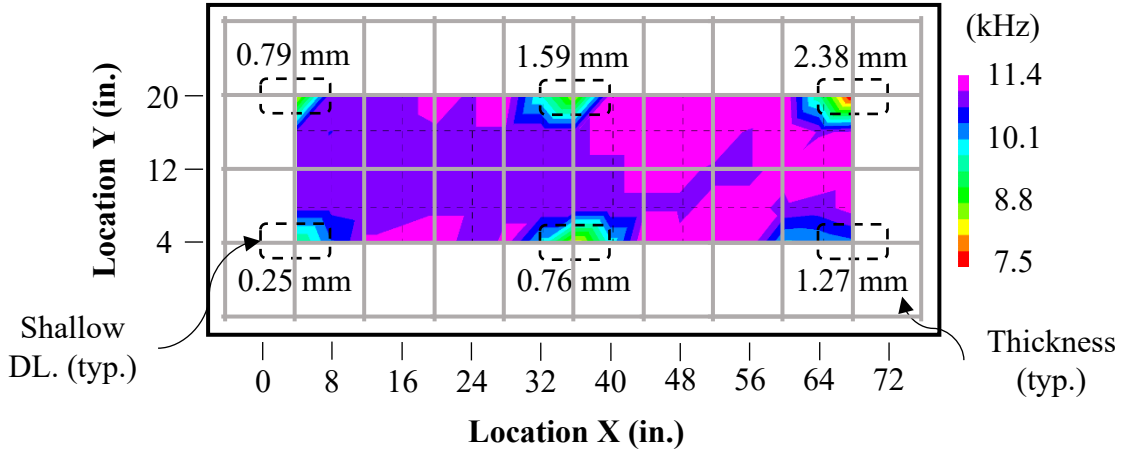 (kHz)
0.79 mm
1.59 mm
2.38 mm
11.4
10.1
8.8
7.5
Location Y (in.)
20
12
4
0.25 mm
0.76 mm
1.27 mm
Shallow
DL. (typ.)
Thickness
(typ.)
0 8 16 24 32 40 48 56 64 72
Location X (in.)